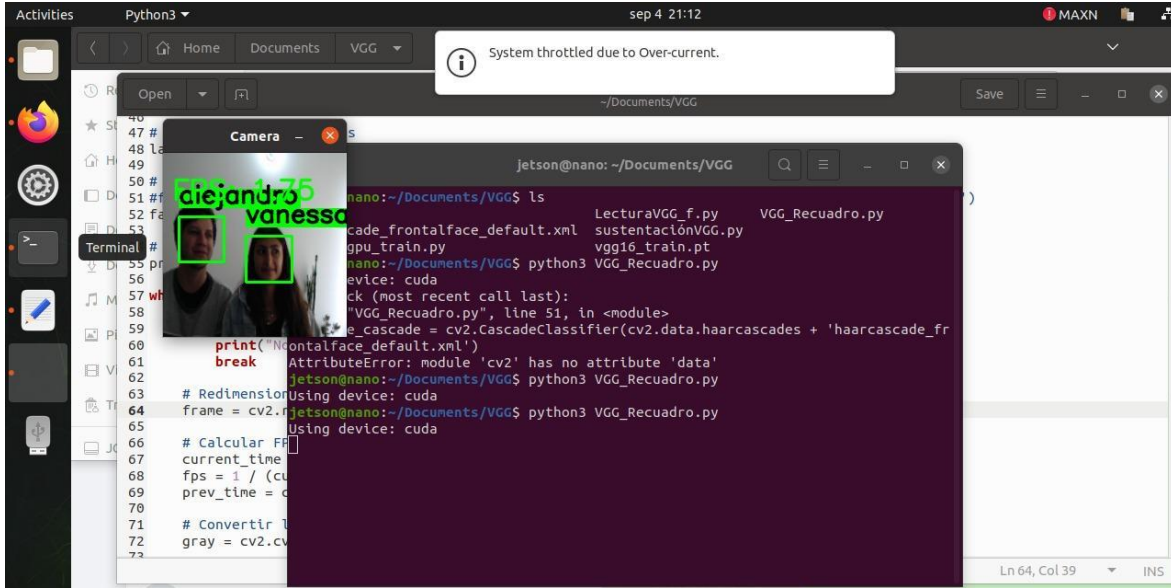 Activities
Python3
sep 4 21:12
MAXN
Home
Documents
VGG
System throttled due to Over-current.
Open
~/Documents/VGG
Save
Camera
FPS: 1.75
alejandro
vanessa
Terminal
jetson@nano: ~/Documents/VGG
46
47 #
48 la
49
50 #
51 #f
52 fa
53
#
55 pr
56
57 wh
58
59
60 print("No
61 break
62
63 # Redimension
64 frame = cv2.r
65
66 # Calcular FP
67 current_time
68 fps = 1 / (cu
69 prev_time = c
70
71 # Convertir l
72 gray = cv2.cv
73
nano:~/Documents/VGG$ ls
LecturaVGG_f.py VGG_Recuadro.py
cade_frontalface_default.xml sustentaciónVGG.py
gpu_train.py vgg16_train.pt
nano:~/Documents/VGG$ python3 VGG_Recuadro.py
evice: cuda
ck (most recent call last):
"VGG_Recuadro.py", line 51, in <module>
e_cascade = cv2.CascadeClassifier(cv2.data.haarcascades + 'haarcascade_fr
ontalface_default.xml')
AttributeError: module 'cv2' has no attribute 'data'
jetson@nano:~/Documents/VGG$ python3 VGG_Recuadro.py
Using device: cuda
jetson@nano:~/Documents/VGG$ python3 VGG_Recuadro.py
Using device: cuda
')
Ln 64, Col 39
INS